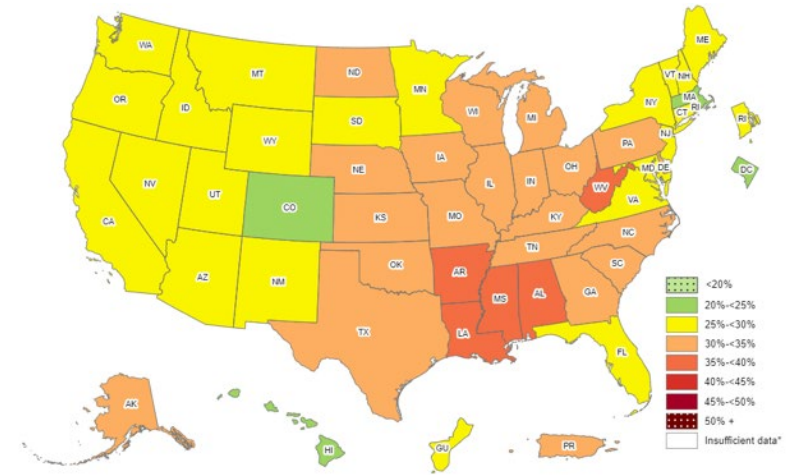 ME
WA
VT
NH
MT
ND
MN
OR
MA
NY
RI
ID
WI
CT
SD
MI
RI
WY
NJ
PA
IA
NE
DC
OH
MD
DE
IN
IL
NV
UT
WV
CO
VA
KS
MO
KY
CA
NC
TN
OK
AZ
SC
AR
NM
<20%
GA
AL
MS
20%-<25%
25%-<30%
TX
LA
30%-<35%
FL
35%-<40%
40%-<45%
AK
45%-<50%
50% +
Insufficient data*
HI
GU
PR